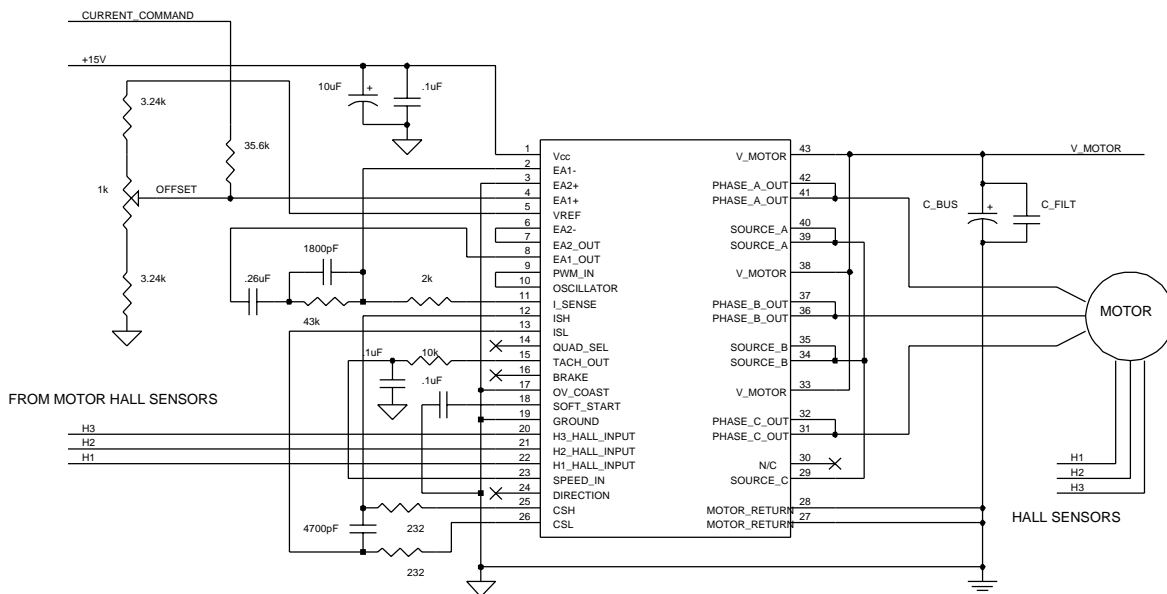 CURRENT_COMMAND
+15V
3.24k
35.6k
1k
OFFSET
3.24k
10uF
+
.1uF
1800pF
.26uF
43k
2k
.1uF
10k
.1uF
FROM MOTOR HALL SENSORS
H3
H2
H1
4700pF
232
232
1 Vcc
2 EA1-
3 EA2+
4 EA1+
5 VREF
6 EA2-
7 EA2_OUT
8 EA1_OUT
9 PWM_IN
10 OSCILLATOR
11 I_SENSE
12 ISH
13 ISL
14 QUAD_SEL
15 TACH_OUT
16 BRAKE
17 OV_COAST
18 SOFT_START
19 GROUND
20 H3_HALL_INPUT
21 H2_HALL_INPUT
22 H1_HALL_INPUT
23 SPEED_IN
24 DIRECTION
25 CSH
26 CSL
V_MOTOR 43
PHASE_A_OUT 42
PHASE_A_OUT 41
SOURCE_A 40
SOURCE_A 39
V_MOTOR 38
PHASE_B_OUT 37
PHASE_B_OUT 36
SOURCE_B 35
SOURCE_B 34
V_MOTOR 33
PHASE_C_OUT 32
PHASE_C_OUT 31
N/C 30
SOURCE_C 29
MOTOR_RETURN 28
MOTOR_RETURN 27
V_MOTOR
C_BUS
+
C_FILT
MOTOR
H1
H2
H3
HALL SENSORS